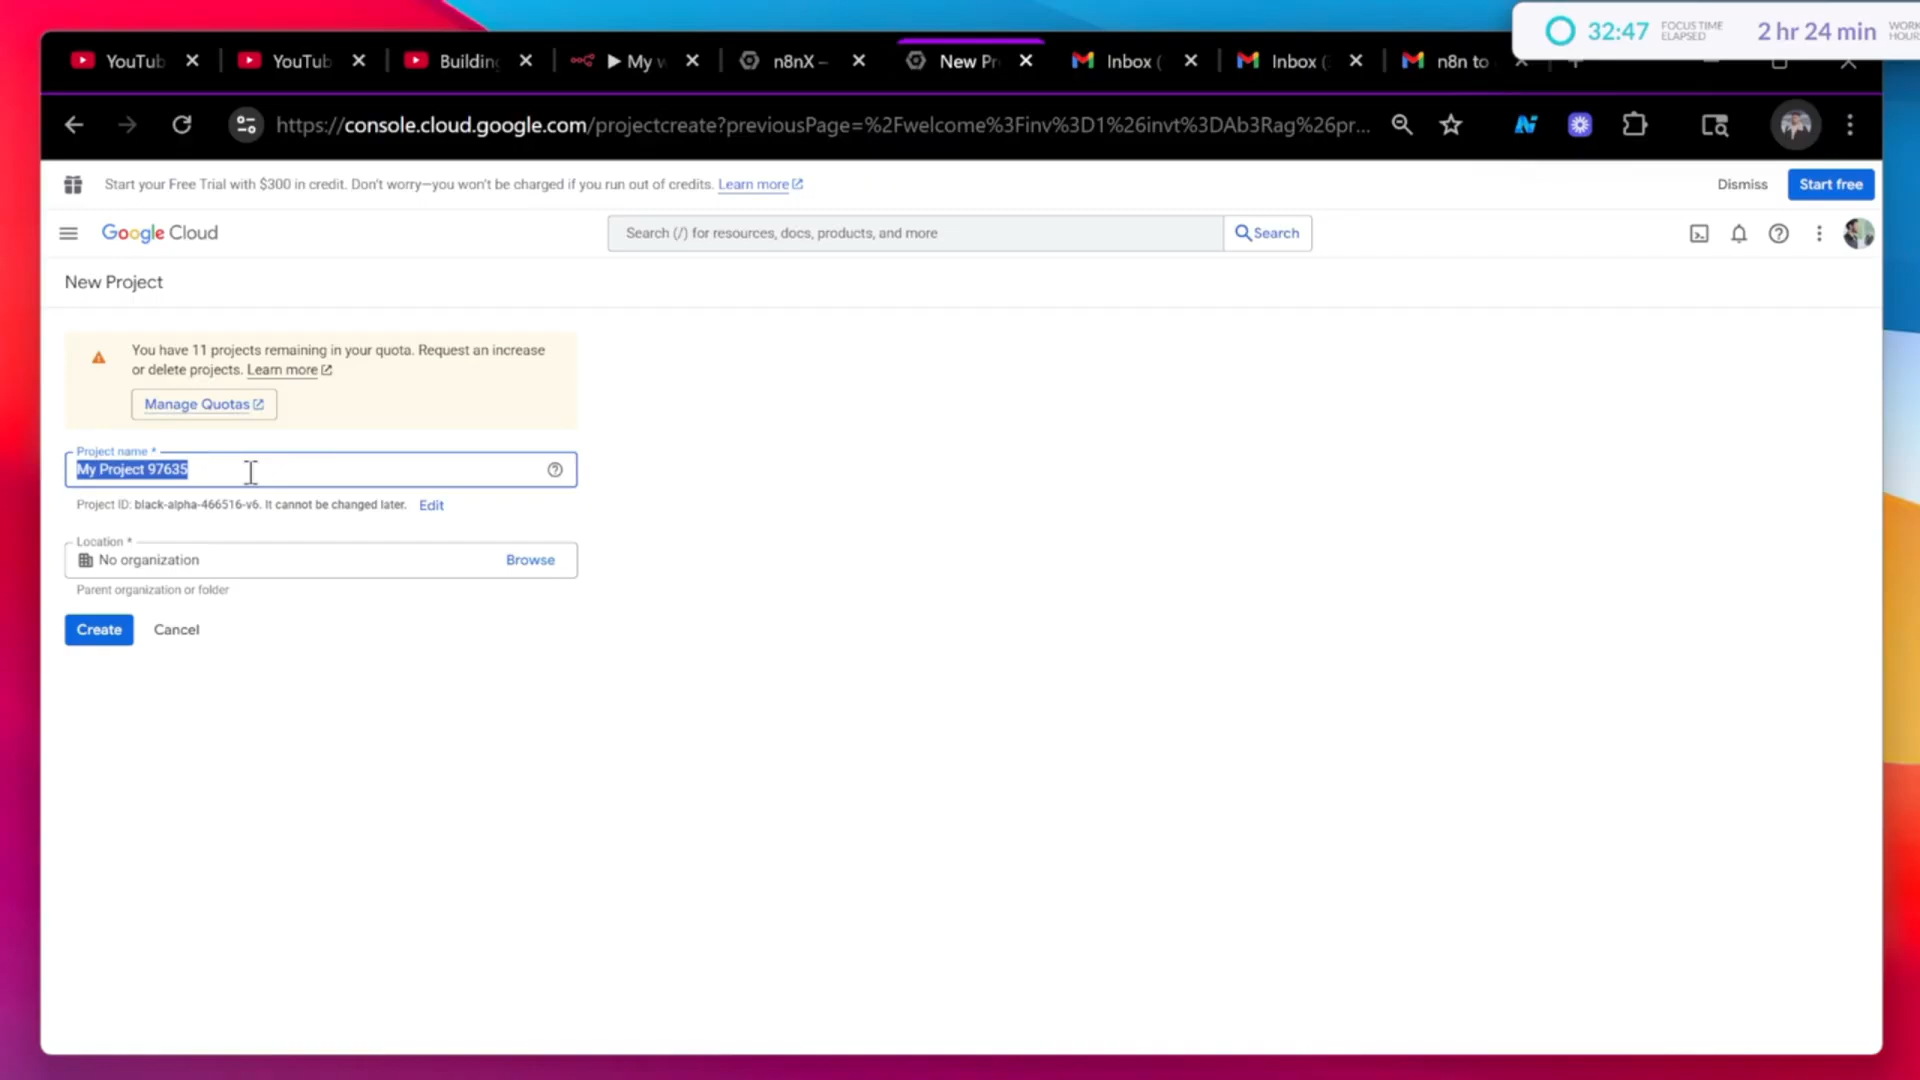 32:47 FOCUS TIME ELAPSED 2 hr 24 min WORK HOURS
YouTub YouTub Building My w n8nX – New Pr Inbox ( Inbox ( n8n to
https://console.cloud.google.com/projectcreate?previousPage=%2Fwelcome%3Finv%3D1%26invt%3DAb3Rag%26pr...
Start your Free Trial with $300 in credit. Don't worry—you won't be charged if you run out of credits. Learn more Dismiss Start free
Google Cloud Search (/) for resources, docs, products, and more Search
New Project
You have 11 projects remaining in your quota. Request an increase
or delete projects. Learn more
Manage Quotas
Project name *
My Project 97635
Project ID: black-alpha-466516-v6. It cannot be changed later. Edit
Location *
No organization Browse
Parent organization or folder
Create Cancel